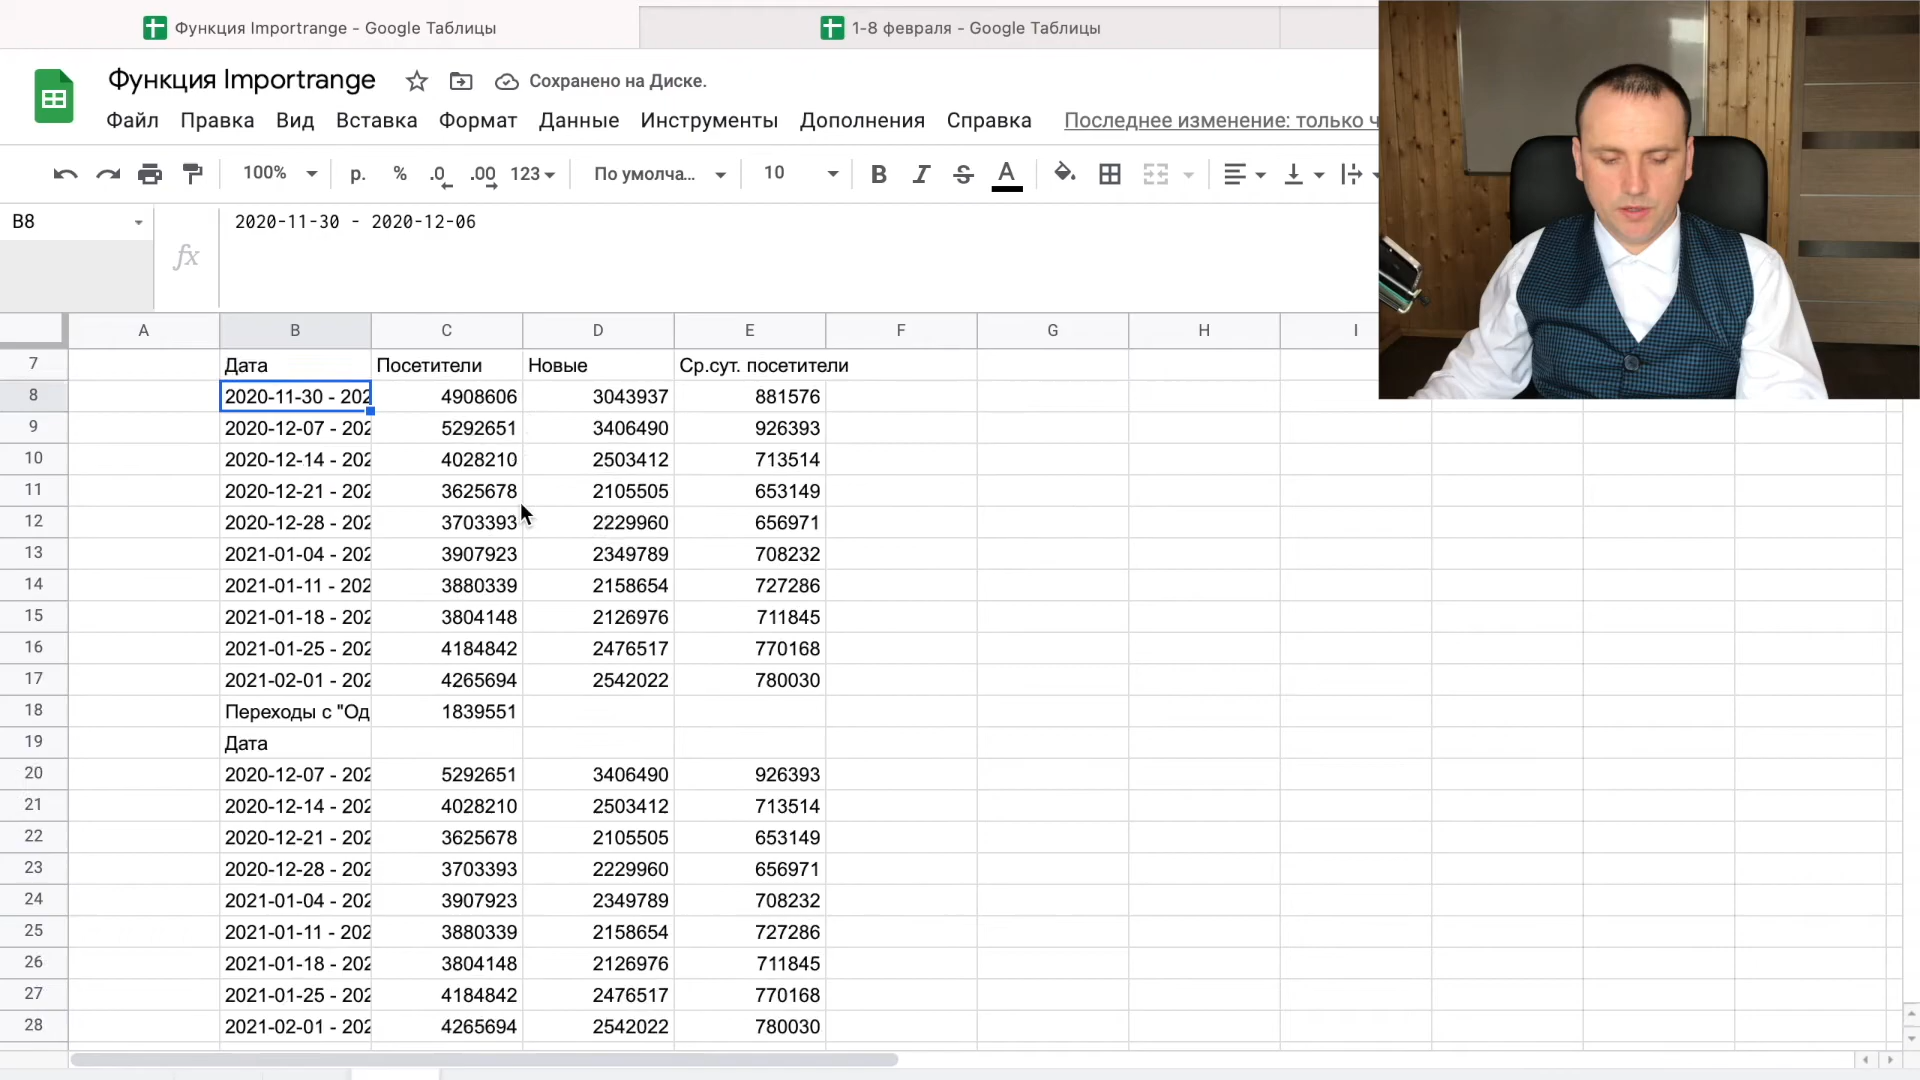 Функция Importrange - Google Таблицы
1-8 февраля - Google Таблицы
Функция Importrange
Сохранено на Диске.
Файл Правка Вид Вставка Формат Данные Инструменты Дополнения Справка Последнее изменение: только ч
100% р. % .0 .00 123 По умолча... 10 B I S A
B8
2020-11-30 - 2020-12-06
fx
A B C D E F G H I
7 Дата Посетители Новые Ср.сут. посетители
8 2020-11-30 - 202 4908606 3043937 881576
9 2020-12-07 - 202 5292651 3406490 926393
10 2020-12-14 - 202 4028210 2503412 713514
11 2020-12-21 - 202 3625678 2105505 653149
12 2020-12-28 - 202 3703393 2229960 656971
13 2021-01-04 - 202 3907923 2349789 708232
14 2021-01-11 - 202 3880339 2158654 727286
15 2021-01-18 - 202 3804148 2126976 711845
16 2021-01-25 - 202 4184842 2476517 770168
17 2021-02-01 - 202 4265694 2542022 780030
18 Переходы с "Од 1839551
19 Дата
20 2020-12-07 - 202 5292651 3406490 926393
21 2020-12-14 - 202 4028210 2503412 713514
22 2020-12-21 - 202 3625678 2105505 653149
23 2020-12-28 - 202 3703393 2229960 656971
24 2021-01-04 - 202 3907923 2349789 708232
25 2021-01-11 - 202 3880339 2158654 727286
26 2021-01-18 - 202 3804148 2126976 711845
27 2021-01-25 - 202 4184842 2476517 770168
28 2021-02-01 - 202 4265694 2542022 780030